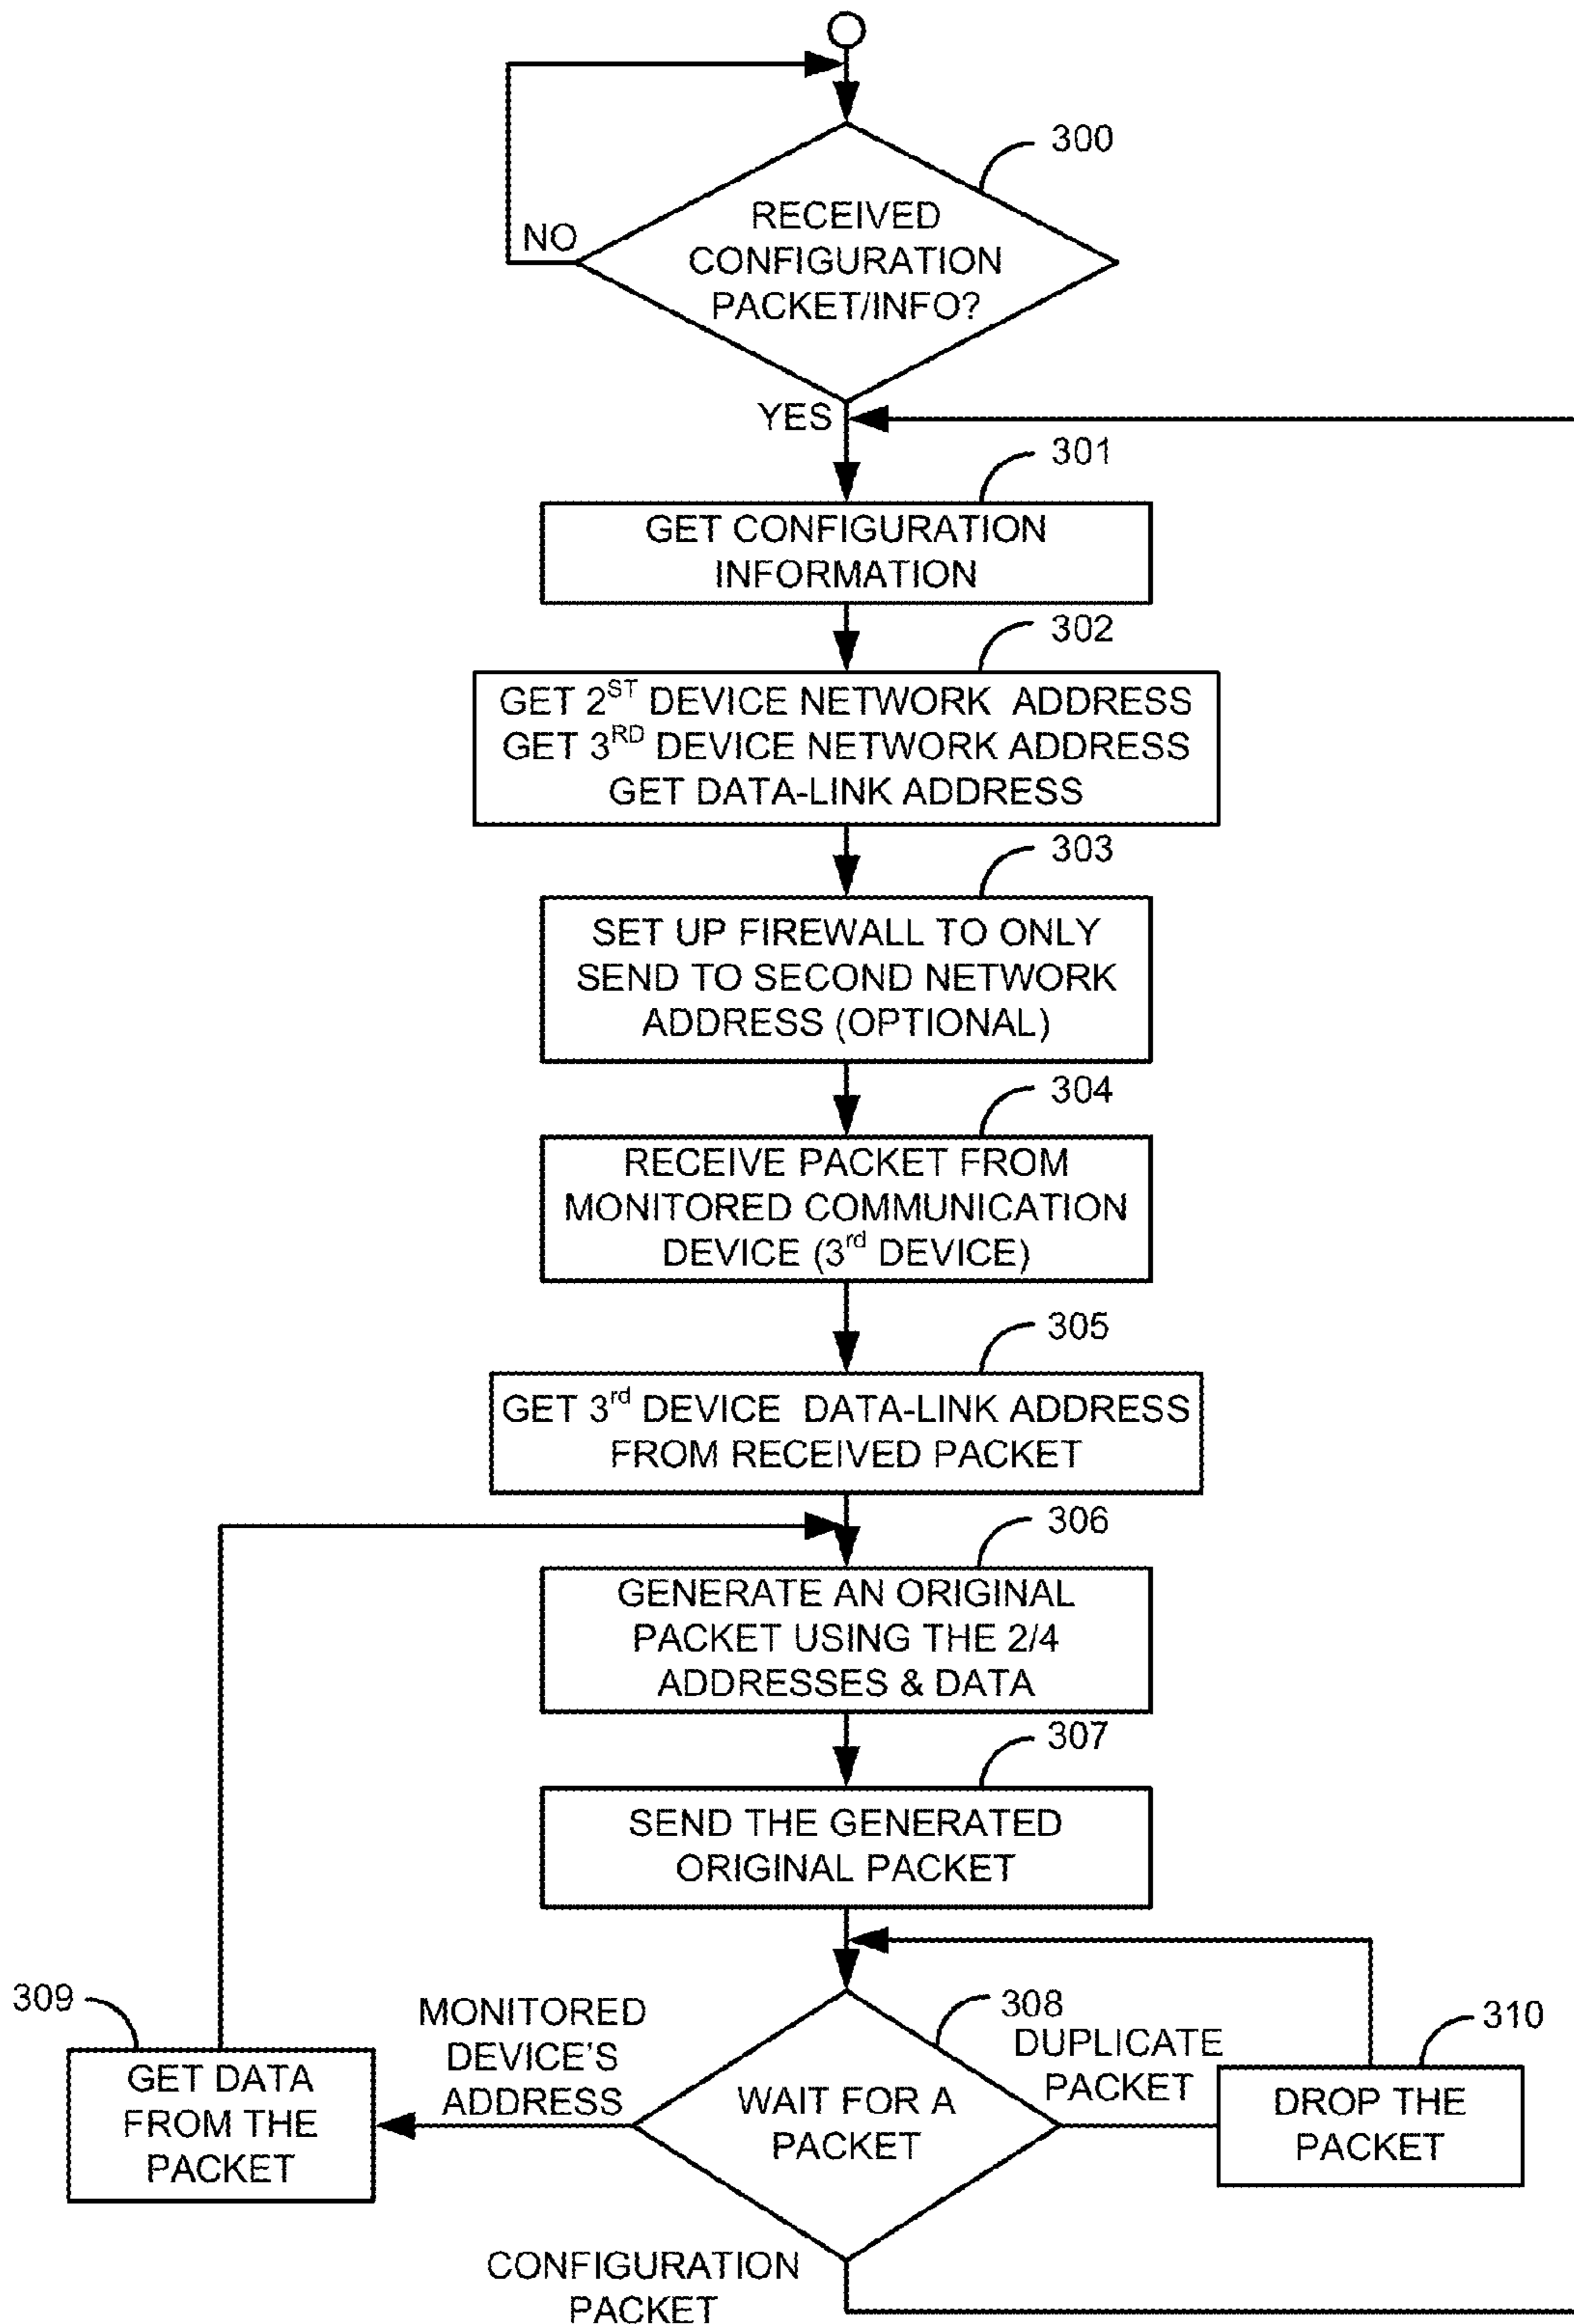 300
RECEIVED
CONFIGURATION
PACKET/INFO?
NO
YES
301
GET CONFIGURATION
INFORMATION
302
GET 2ST DEVICE NETWORK ADDRESS
GET 3RD DEVICE NETWORK ADDRESS
GET DATA-LINK ADDRESS
303
SET UP FIREWALL TO ONLY
SEND TO SECOND NETWORK
ADDRESS (OPTIONAL)
304
RECEIVE PACKET FROM
MONITORED COMMUNICATION
DEVICE (3rd DEVICE)
305
GET 3rd DEVICE DATA-LINK ADDRESS
FROM RECEIVED PACKET
306
GENERATE AN ORIGINAL
PACKET USING THE 2/4
ADDRESSES & DATA
307
SEND THE GENERATED
ORIGINAL PACKET
308
WAIT FOR A
PACKET
MONITORED
DEVICE'S
ADDRESS
309
GET DATA
FROM THE
PACKET
DUPLICATE
PACKET
310
DROP THE
PACKET
CONFIGURATION
PACKET